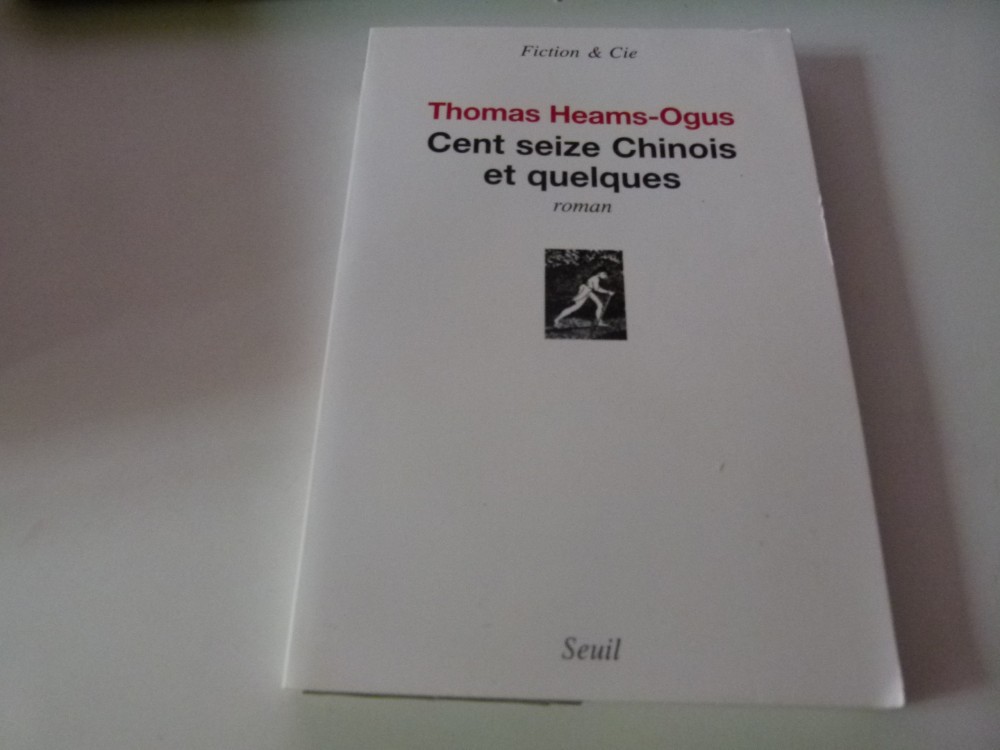 Fiction & Cie
Thomas Heams-Ogus
Cent seize Chinois
et quelques
roman
Seuil